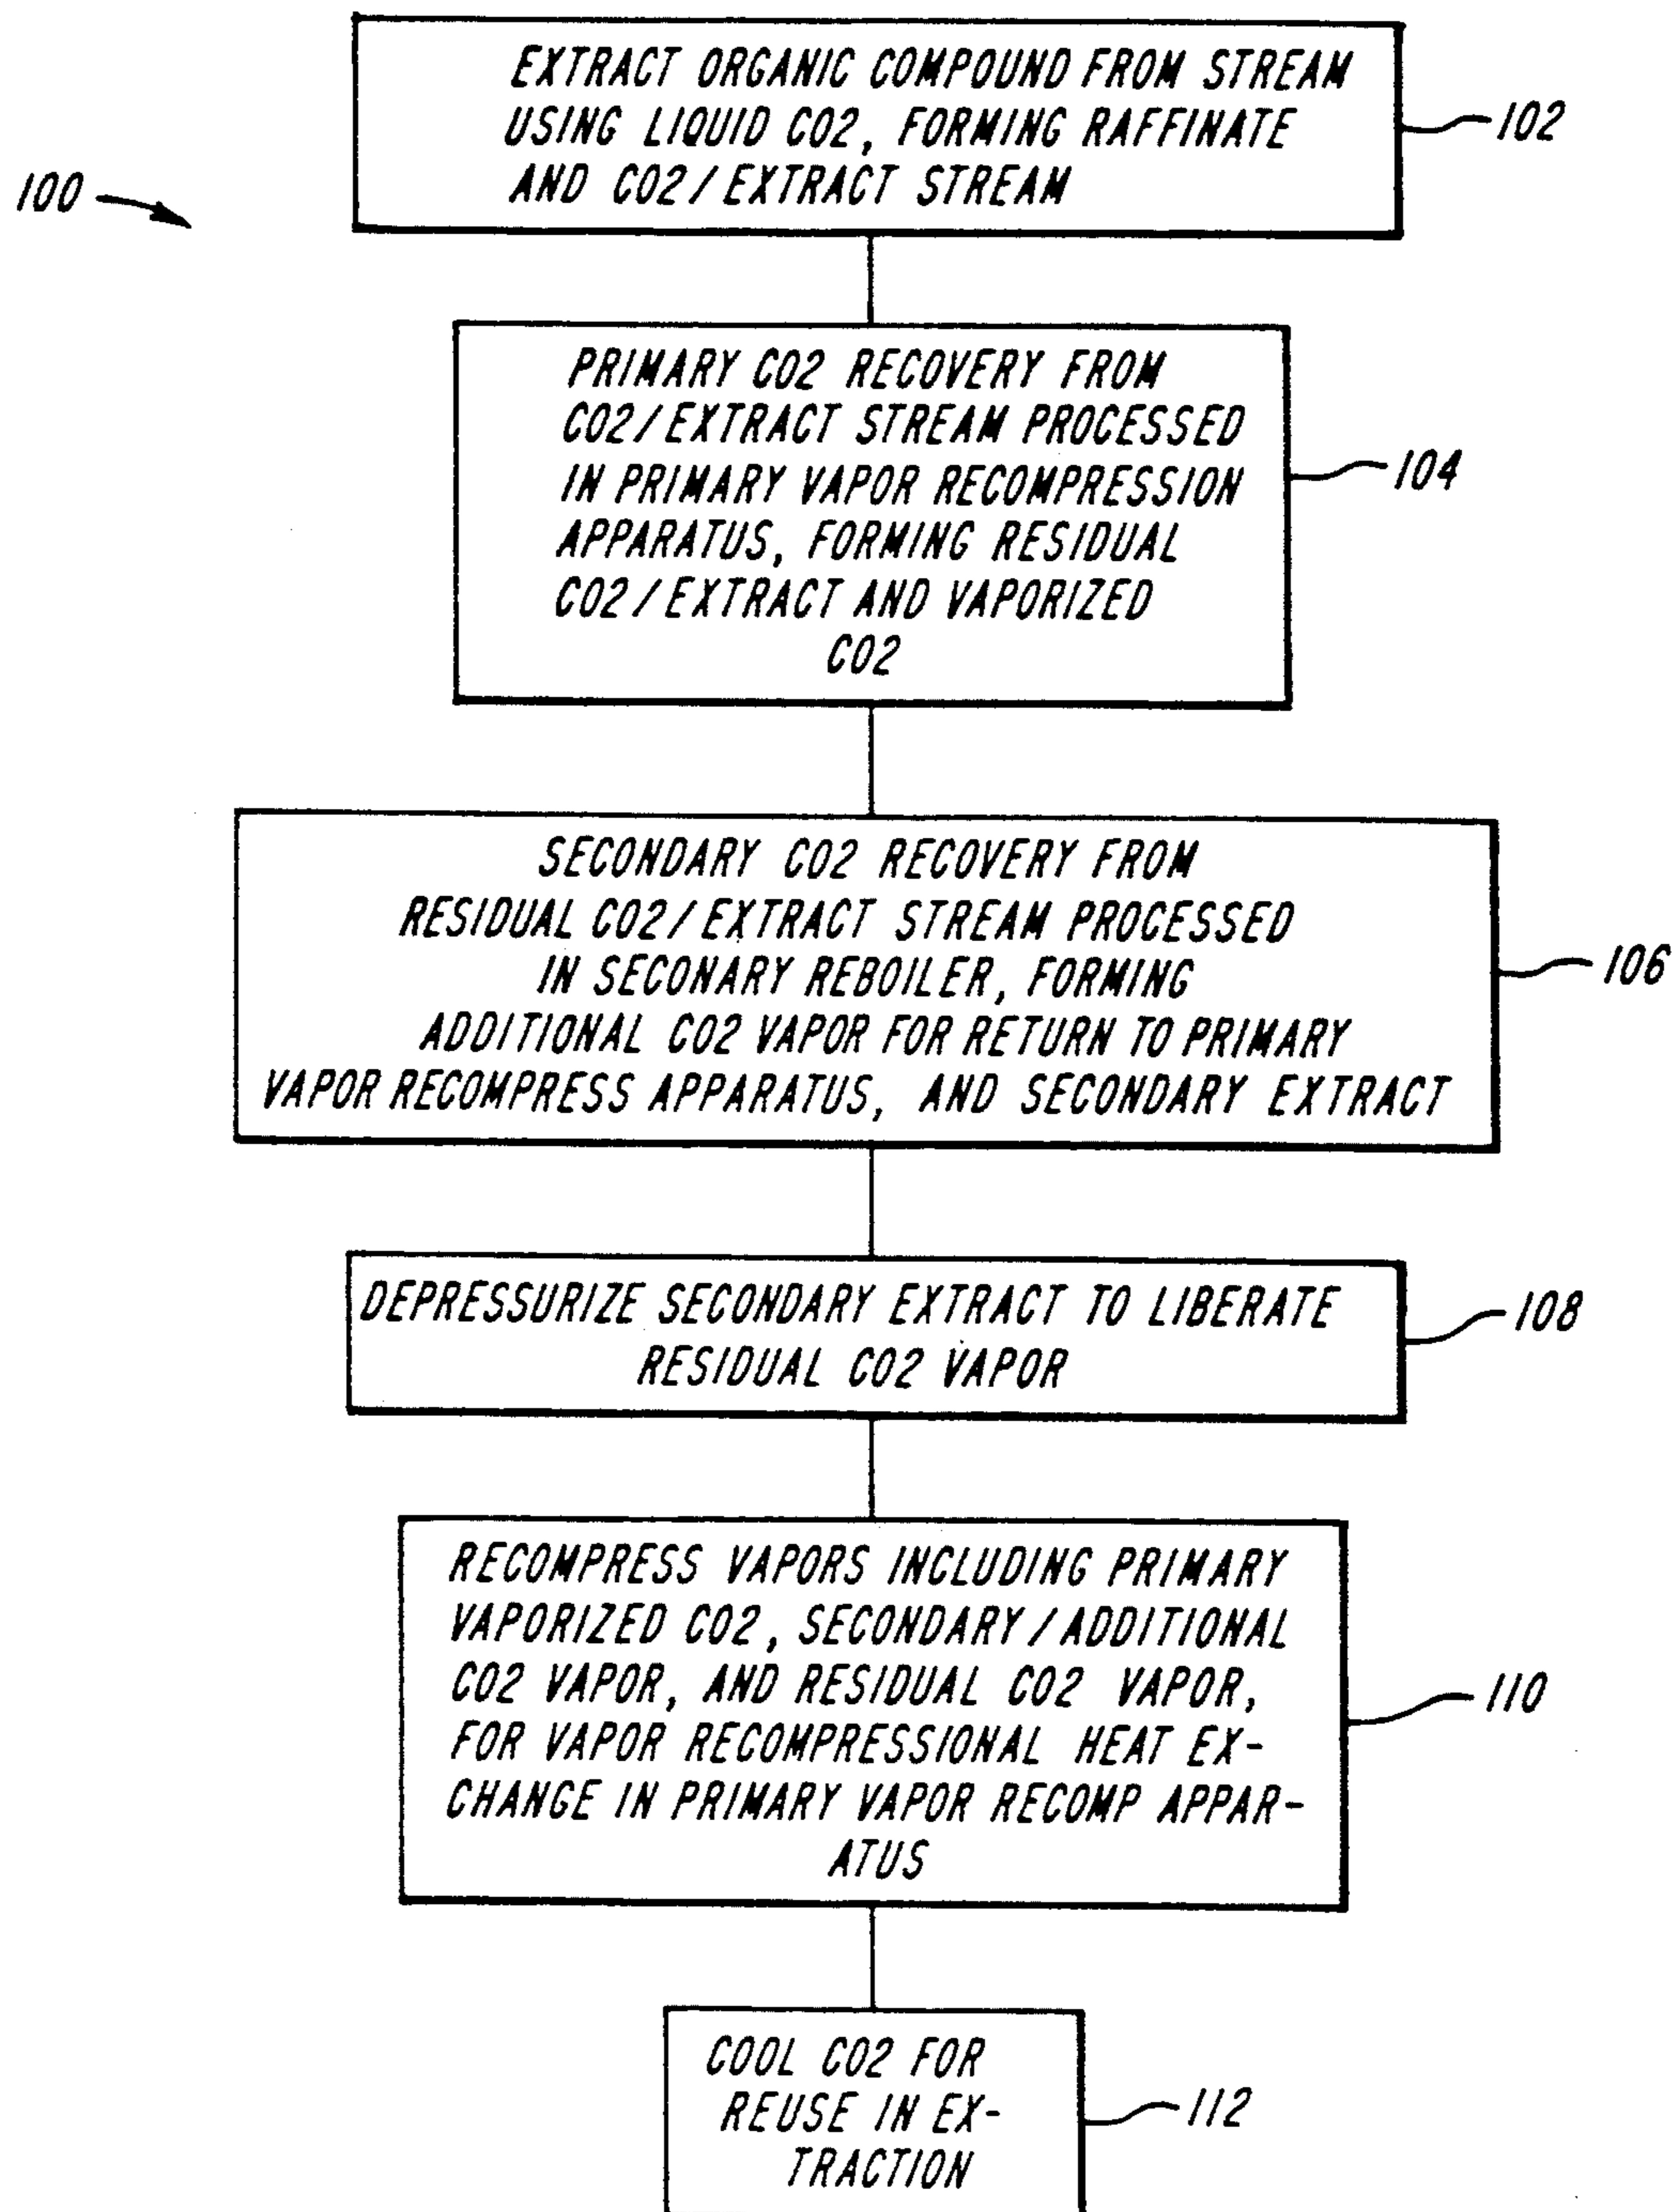 EXTRACT ORGANIC COMPOUND FROM STREAM
USING LIQUID CO2, FORMING RAFFINATE
AND CO2/EXTRACT STREAM
102
100
PRIMARY CO2 RECOVERY FROM
CO2/EXTRACT STREAM PROCESSED
IN PRIMARY VAPOR RECOMPRESSION
APPARATUS, FORMING RESIDUAL
CO2/EXTRACT AND VAPORIZED
CO2
104
SECONDARY CO2 RECOVERY FROM
RESIDUAL CO2/EXTRACT STREAM PROCESSED
IN SECONARY REBOILER, FORMING
ADDITIONAL CO2 VAPOR FOR RETURN TO PRIMARY
VAPOR RECOMPRESS APPARATUS, AND SECONDARY EXTRACT
106
DEPRESSURIZE SECONDARY EXTRACT TO LIBERATE
RESIDUAL CO2 VAPOR
108
RECOMPRESS VAPORS INCLUDING PRIMARY
VAPORIZED CO2, SECONDARY/ADDITIONAL
CO2 VAPOR, AND RESIDUAL CO2 VAPOR,
FOR VAPOR RECOMPRESSIONAL HEAT EX-
CHANGE IN PRIMARY VAPOR RECOMP APPAR-
ATUS
110
COOL CO2 FOR
REUSE IN EX-
TRACTION
112